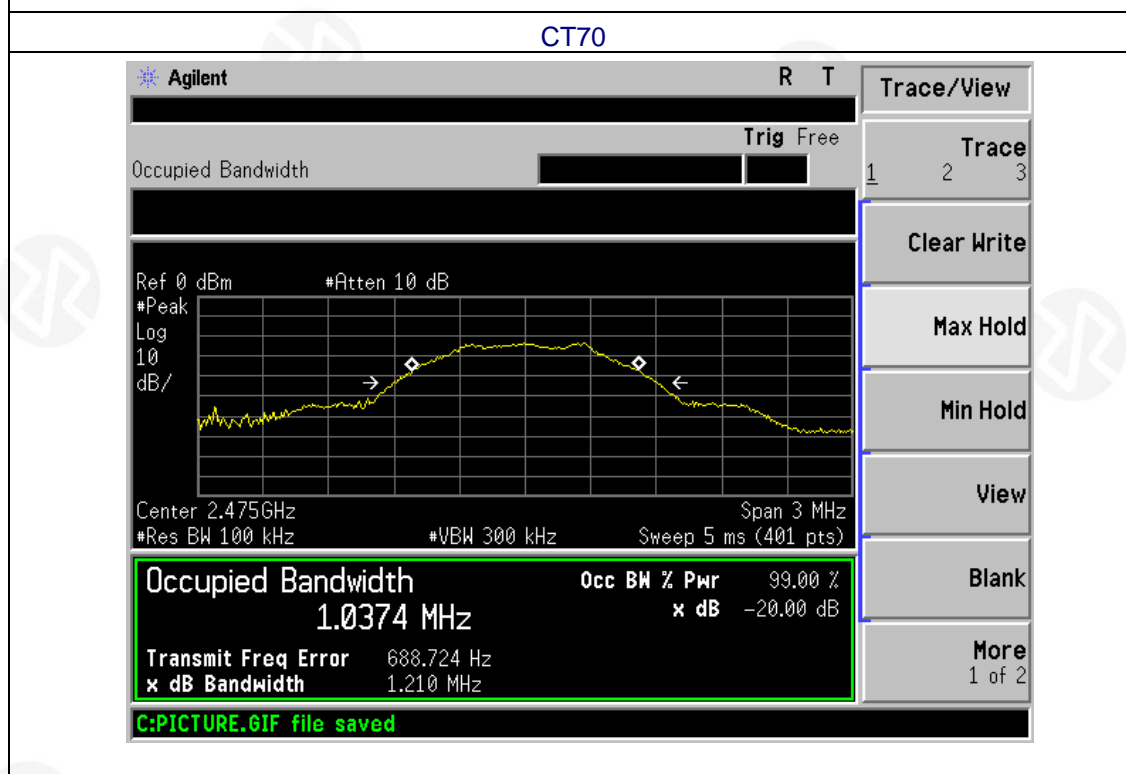 CT70
Agilent
R T
Trace/View
Trig Free
Occupied Bandwidth
Trace
1 2 3
Clear Write
Ref 0 dBm #Atten 10 dB
#Peak
Log
10
dB/
Max Hold
Min Hold
View
Center 2.475GHz Span 3 MHz
#Res BW 100 kHz #VBW 300 kHz Sweep 5 ms (401 pts)
Occupied Bandwidth
1.0374 MHz
Occ BW % Pwr 99.00 %
x dB -20.00 dB
Blank
Transmit Freq Error 688.724 Hz
x dB Bandwidth 1.210 MHz
More
1 of 2
C:PICTURE.GIF file saved